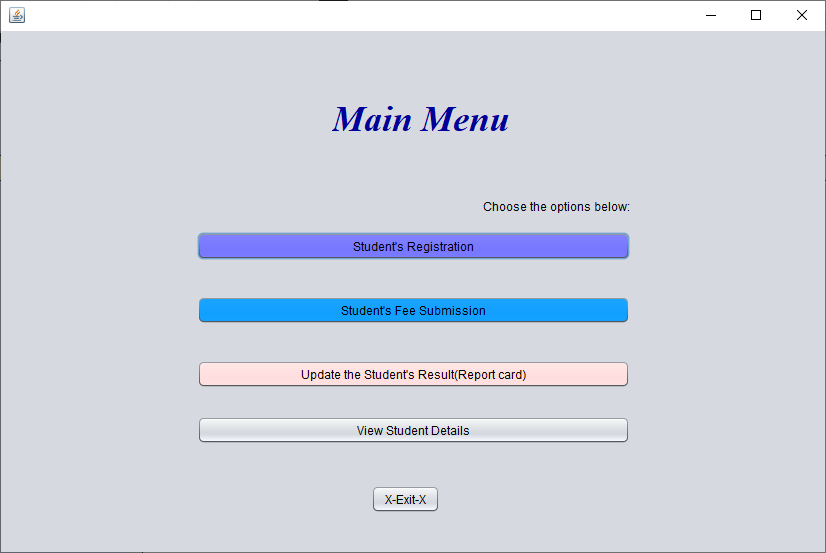 Main Menu
Choose the options below:
Student's Registration
Student's Fee Submission
Update the Student's Result(Report card)
View Student Details
X-Exit-X